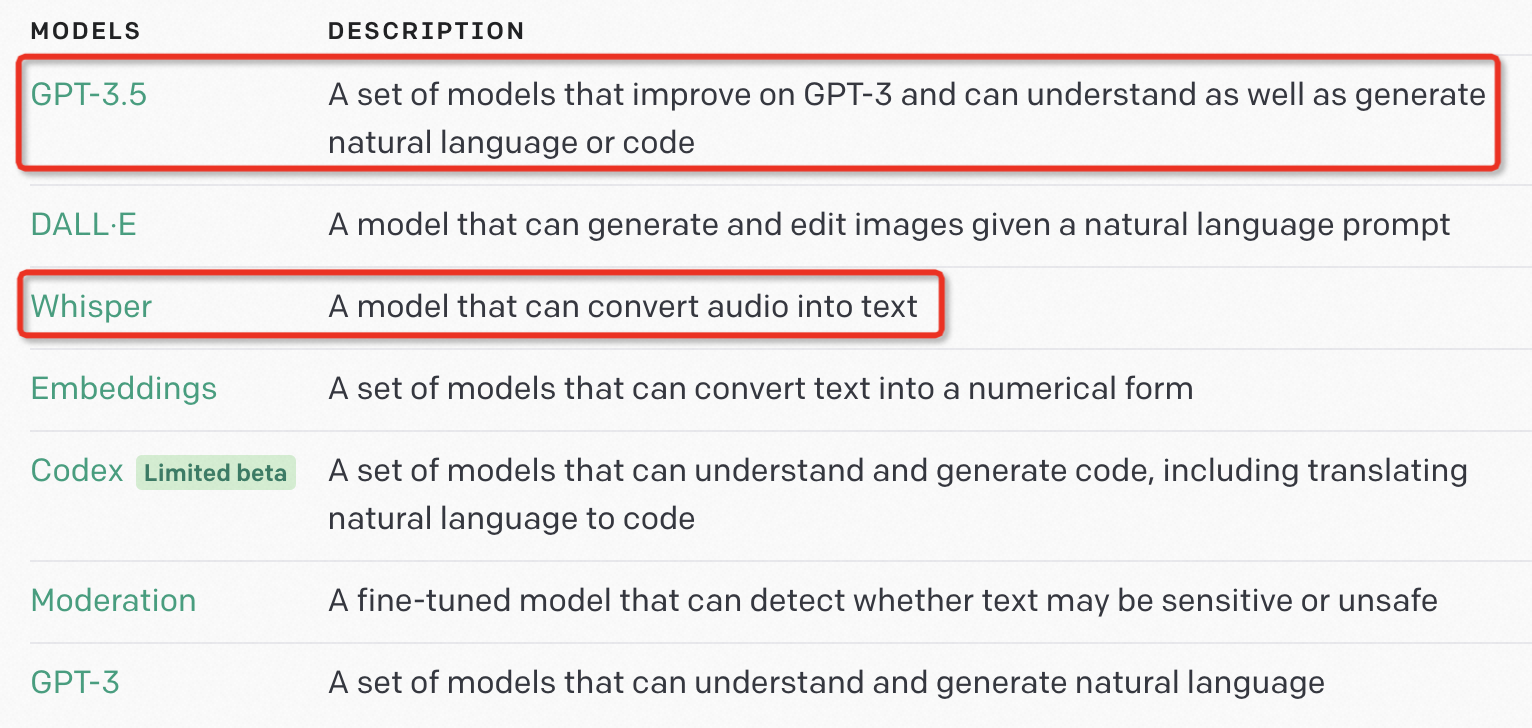 MODELS DESCRIPTION
GPT-3.5 A set of models that improve on GPT-3 and can understand as well as generate
natural language or code
DALL·E A model that can generate and edit images given a natural language prompt
Whisper A model that can convert audio into text
Embeddings A set of models that can convert text into a numerical form
Codex Limited beta A set of models that can understand and generate code, including translating
natural language to code
Moderation A fine-tuned model that can detect whether text may be sensitive or unsafe
GPT-3 A set of models that can understand and generate natural language